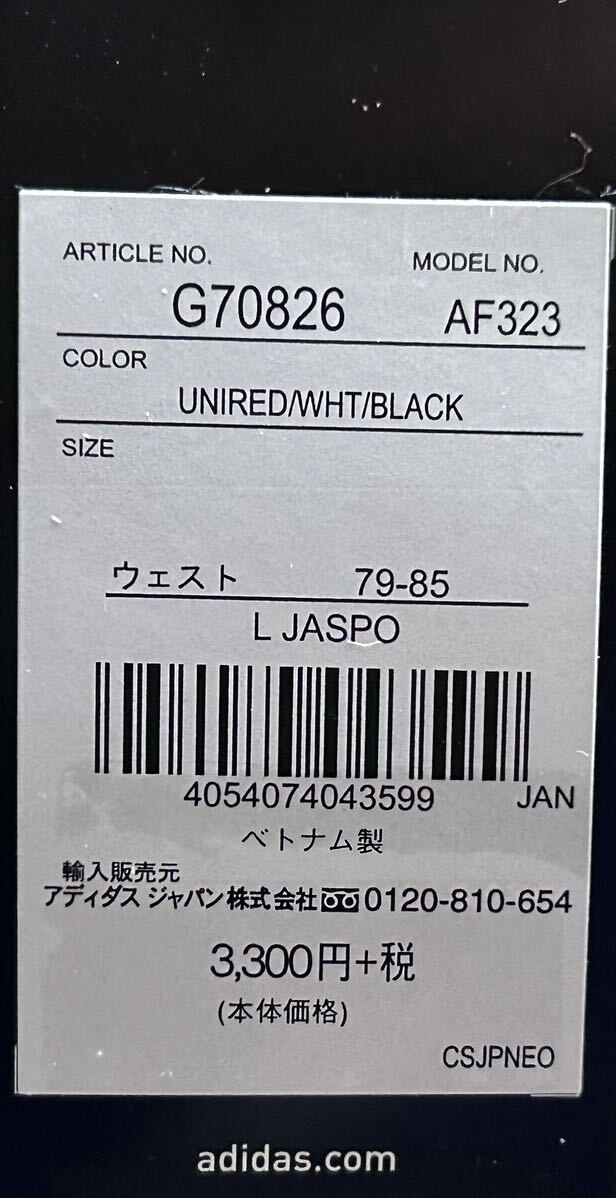 ARTICLE NO. MODEL NO.
G70826 AF323
COLOR
UNIRED/WHT/BLACK
SIZE
ウェスト 79-85
L JASPO
4054074043599 JAN
ベトナム製
輸入販売元
アディダス ジャパン株式会社 0120-810-654
3,300円+税
(本体価格)
CSJPNEO
adidas.com